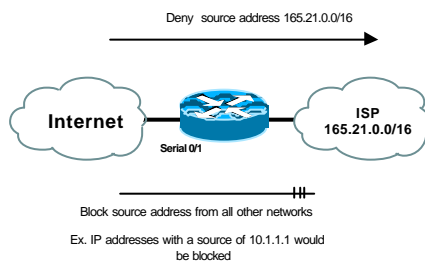 Deny source address 165.21.0.0/16
Internet
ISP
165.21.0.0/16
Serial 0/1
Block source address from all other networks
Ex. IP addresses with a source of 10.1.1.1 would
be blocked